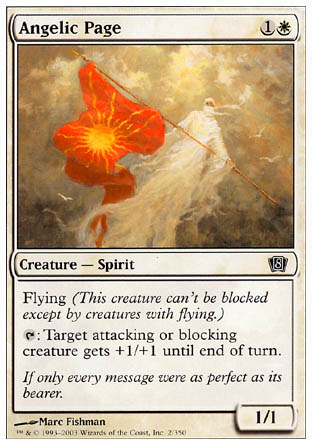 Angelic Page 1
Creature — Spirit 8
Flying (This creature can't be blocked
except by creatures with flying.)
: Target attacking or blocking
creature gets +1/+1 until end of turn.
If only every message were as perfect as its
bearer.
Marc Fishman
™ & © 1993–2003 Wizards of the Coast, Inc. 2/350
1/1